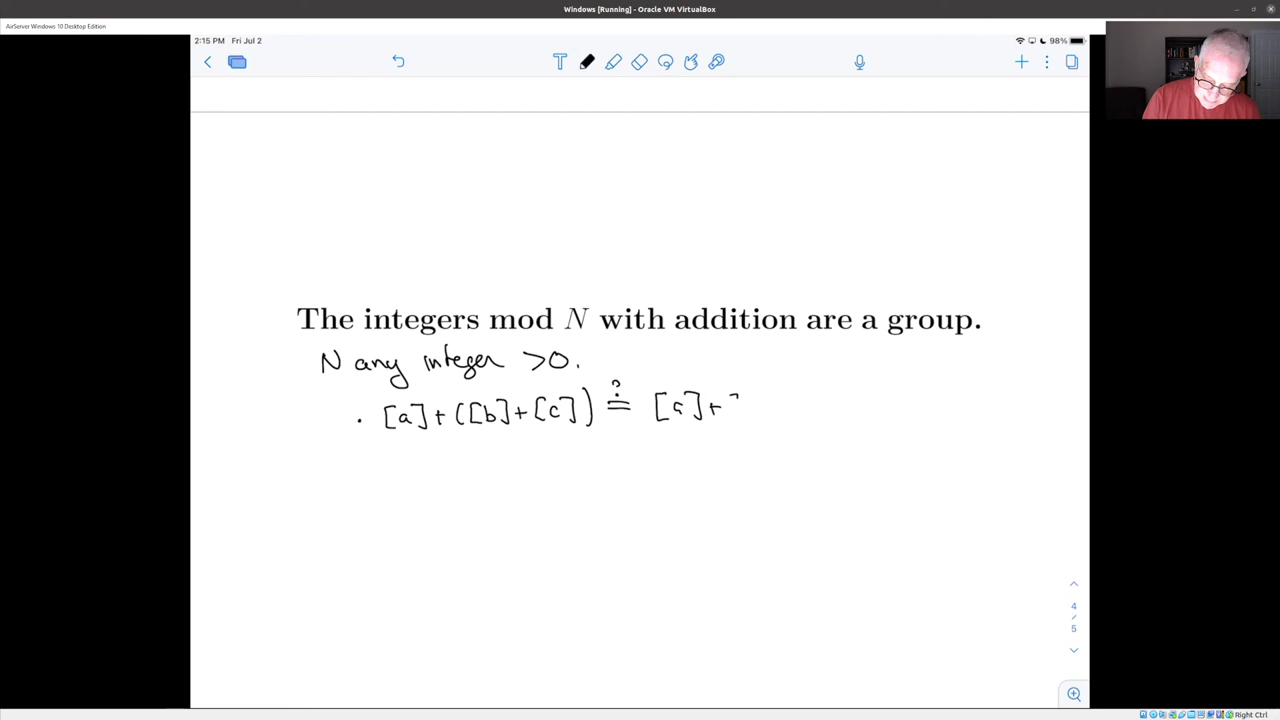 Windows [Running] - Oracle VM VirtualBox
AirServer Windows 10 Desktop Edition
2:15 PM Fri Jul 2
98%
The integers mod N with addition are a group.
N any integer >0.
· [a]+([b]+[c]) ≟ [a]+
4
/
5
Right Ctrl